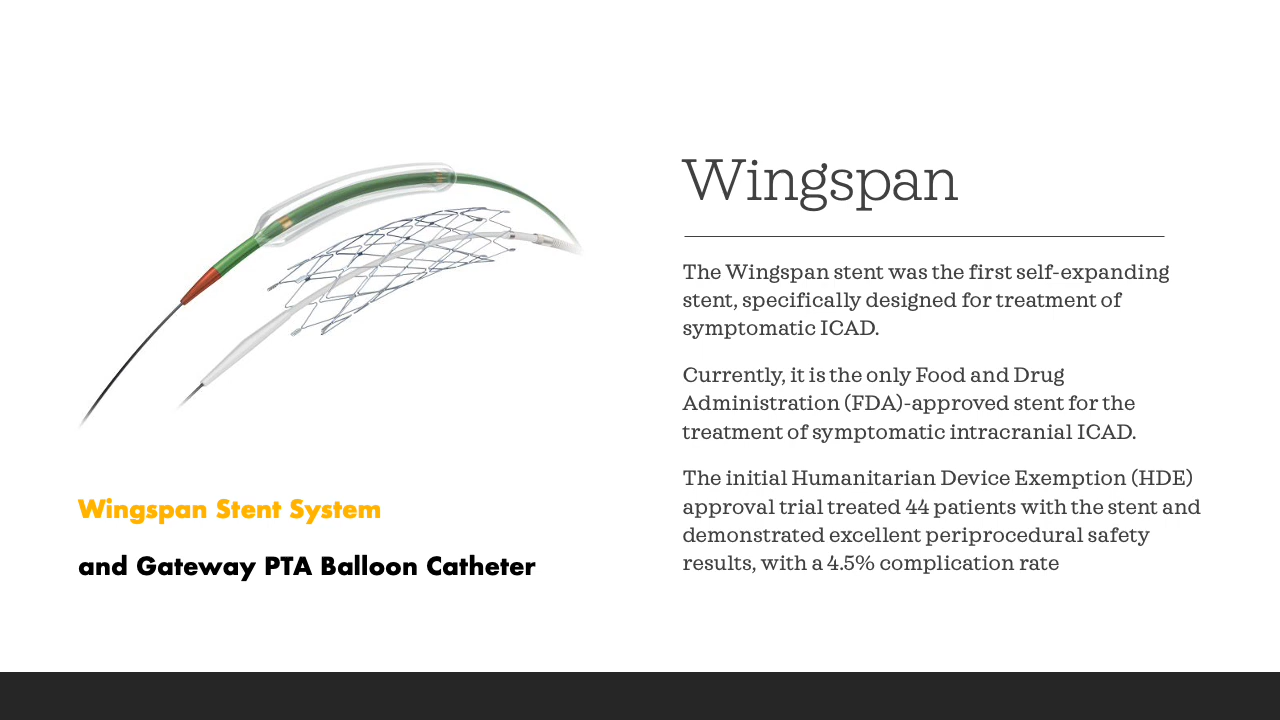 Wingspan
The Wingspan stent was the first self-expanding
stent, specifically designed for treatment of
symptomatic ICAD.
Currently, it is the only Food and Drug
Administration (FDA)-approved stent for the
treatment of symptomatic intracranial ICAD.
The initial Humanitarian Device Exemption (HDE)
approval trial treated 44 patients with the stent and
demonstrated excellent periprocedural safety
results, with a 4.5% complication rate
Wingspan Stent System
and Gateway PTA Balloon Catheter